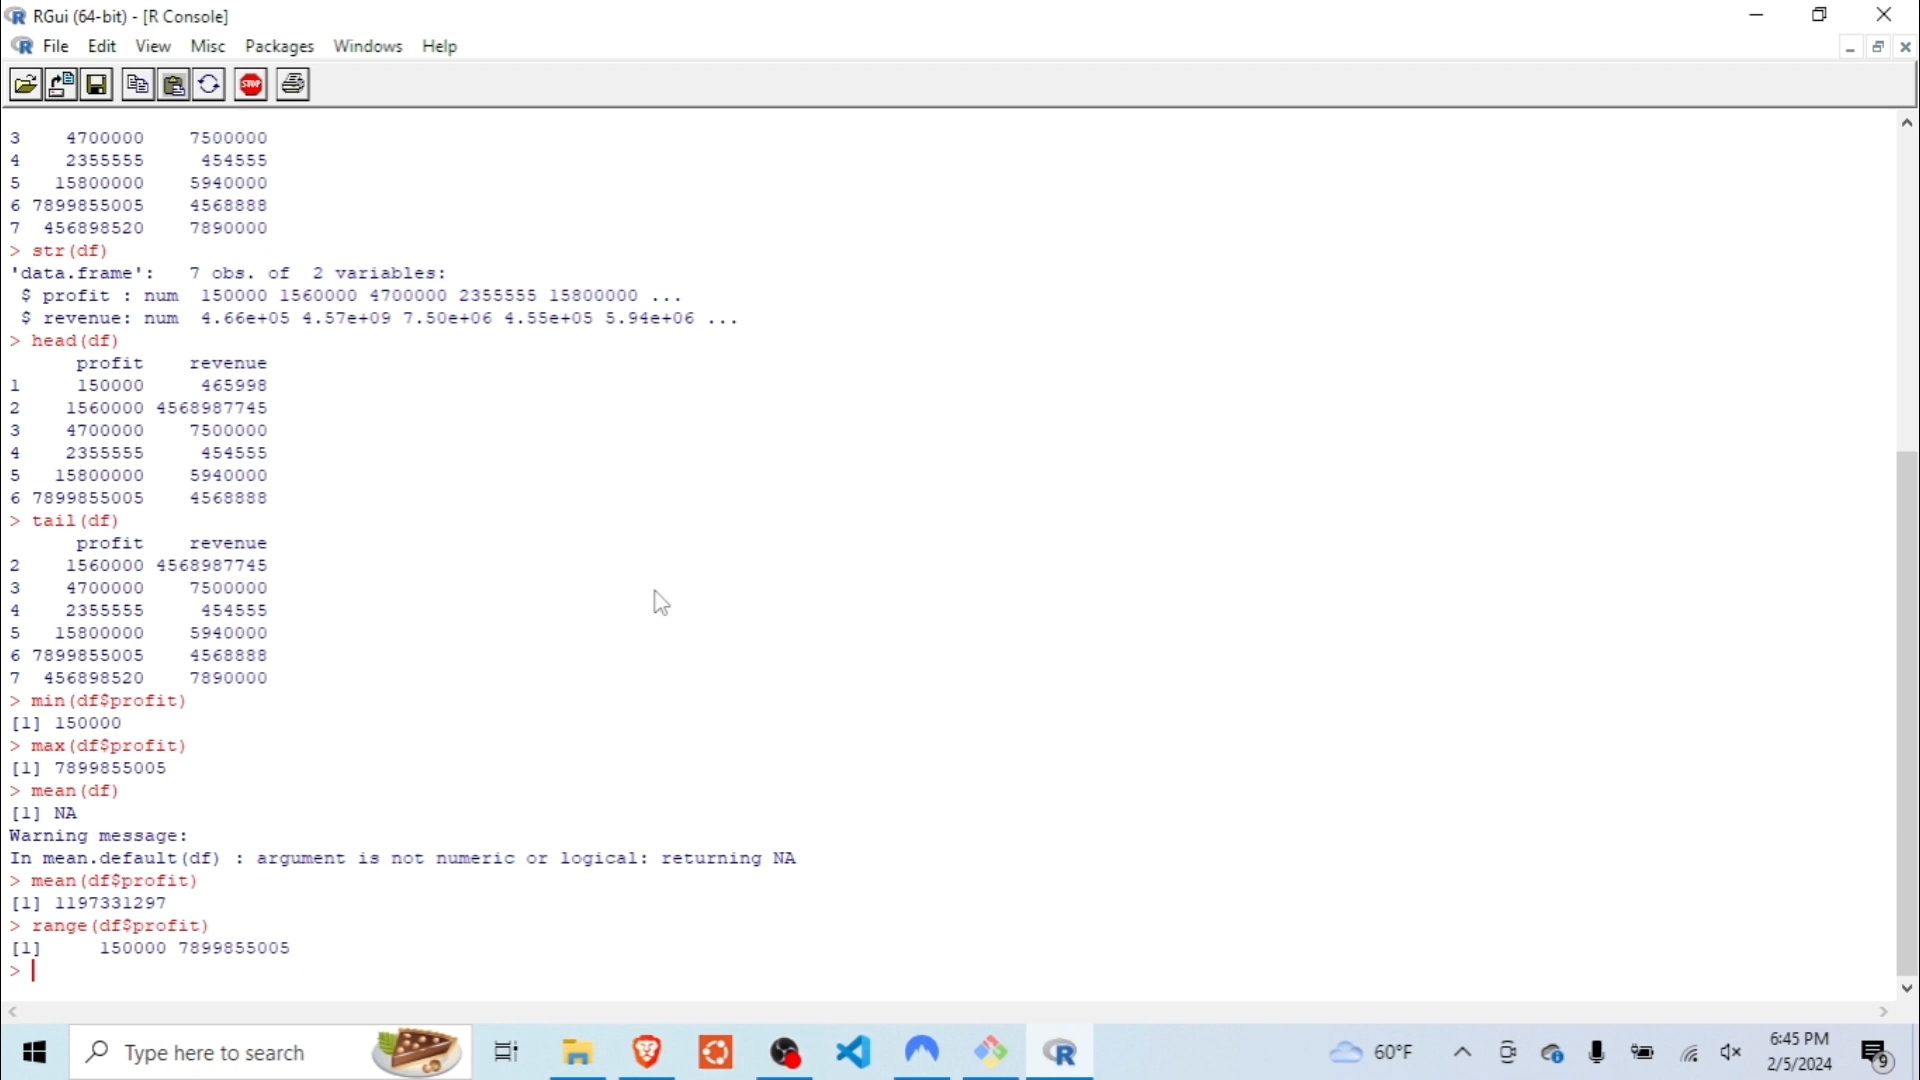 RGui (64-bit) - [R Console]
File Edit View Misc Packages Windows Help
STOP
3     4700000    7500000
4     2355555     454555
5    15800000    5940000
6 7899855005    4568888
7  456898520    7890000
> str(df)
'data.frame':   7 obs. of  2 variables:
 $ profit : num  150000 1560000 4700000 2355555 15800000 ...
 $ revenue: num  4.66e+05 4.57e+09 7.50e+06 4.55e+05 5.94e+06 ...
> head(df)
      profit    revenue
1     150000     465998
2    1560000 4568987745
3    4700000    7500000
4    2355555     454555
5   15800000    5940000
6 7899855005    4568888
> tail(df)
      profit    revenue
2    1560000 4568987745
3    4700000    7500000
4    2355555     454555
5   15800000    5940000
6 7899855005    4568888
7  456898520    7890000
> min(df$profit)
[1] 150000
> max(df$profit)
[1] 7899855005
> mean(df)
[1] NA
Warning message:
In mean.default(df) : argument is not numeric or logical: returning NA
> mean(df$profit)
[1] 1197331297
> range(df$profit)
[1]     150000 7899855005
>
Type here to search
60°F
6:45 PM
2/5/2024
9